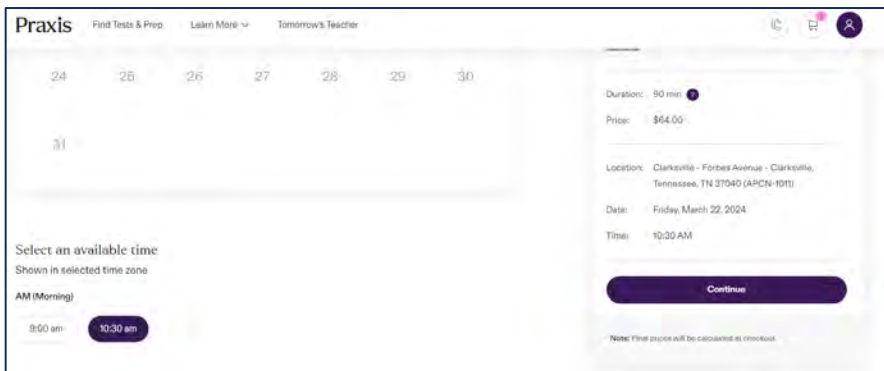 Praxis Find Tests & Prep Learn More Tomorrow's Teacher
24 25 26 27 28 29 30
31
Select an available time
Shown in selected time zone
AM (Morning)
9:00 am 10:30 am
Duration: 90 min ?
Price: $64.00
Location: Clarksville - Forbes Avenue - Clarksville,
Tennessee, TN 37040 (APCN-1011)
Date: Friday, March 22, 2024
Time: 10:30 AM
Continue
Note: Final prices will be calculated at checkout.